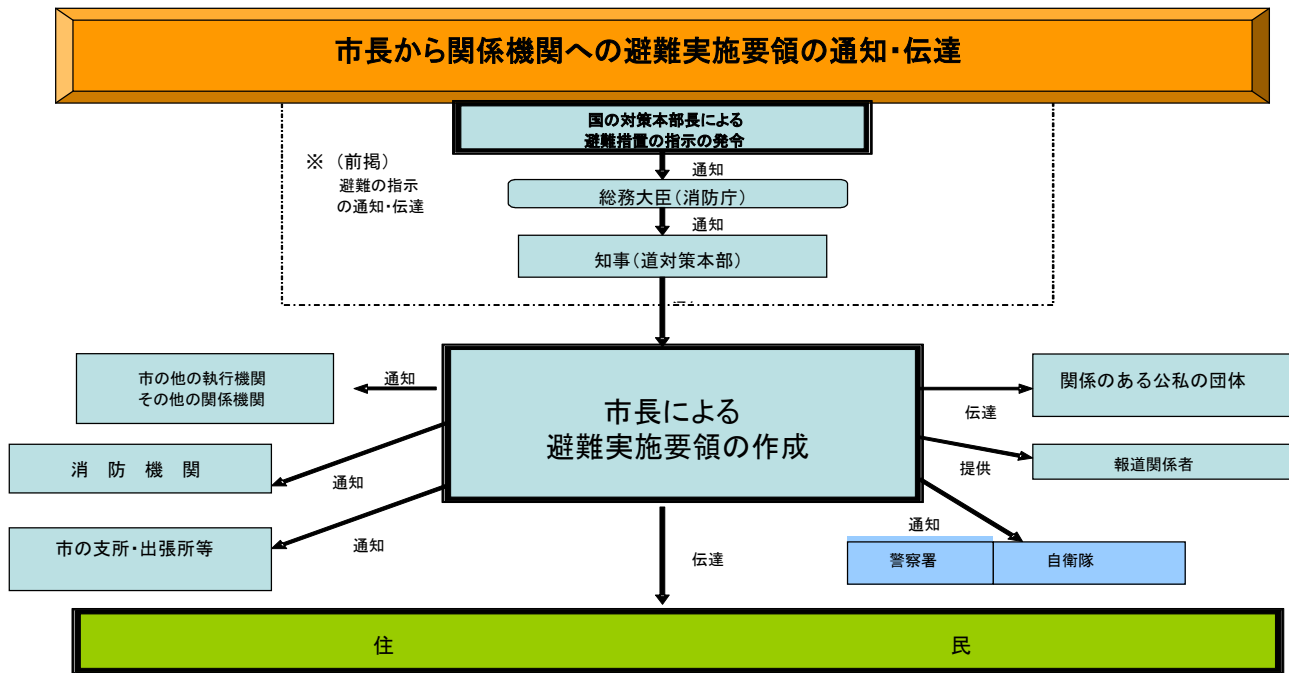 市長から関係機関への避難実施要領の通知・伝達
国の対策本部長による
避難措置の指示の発令
※ (前掲)
避難の指示
の通知・伝達
通知
総務大臣(消防庁)
通知
知事(道対策本部)
市の他の執行機関
その他の関係機関
通知
市長による
避難実施要領の作成
関係のある公私の団体
伝達
消 防 機 関
通知
提供
報道関係者
市の支所・出張所等
通知
伝達
通知
警察署
自衛隊
住 民